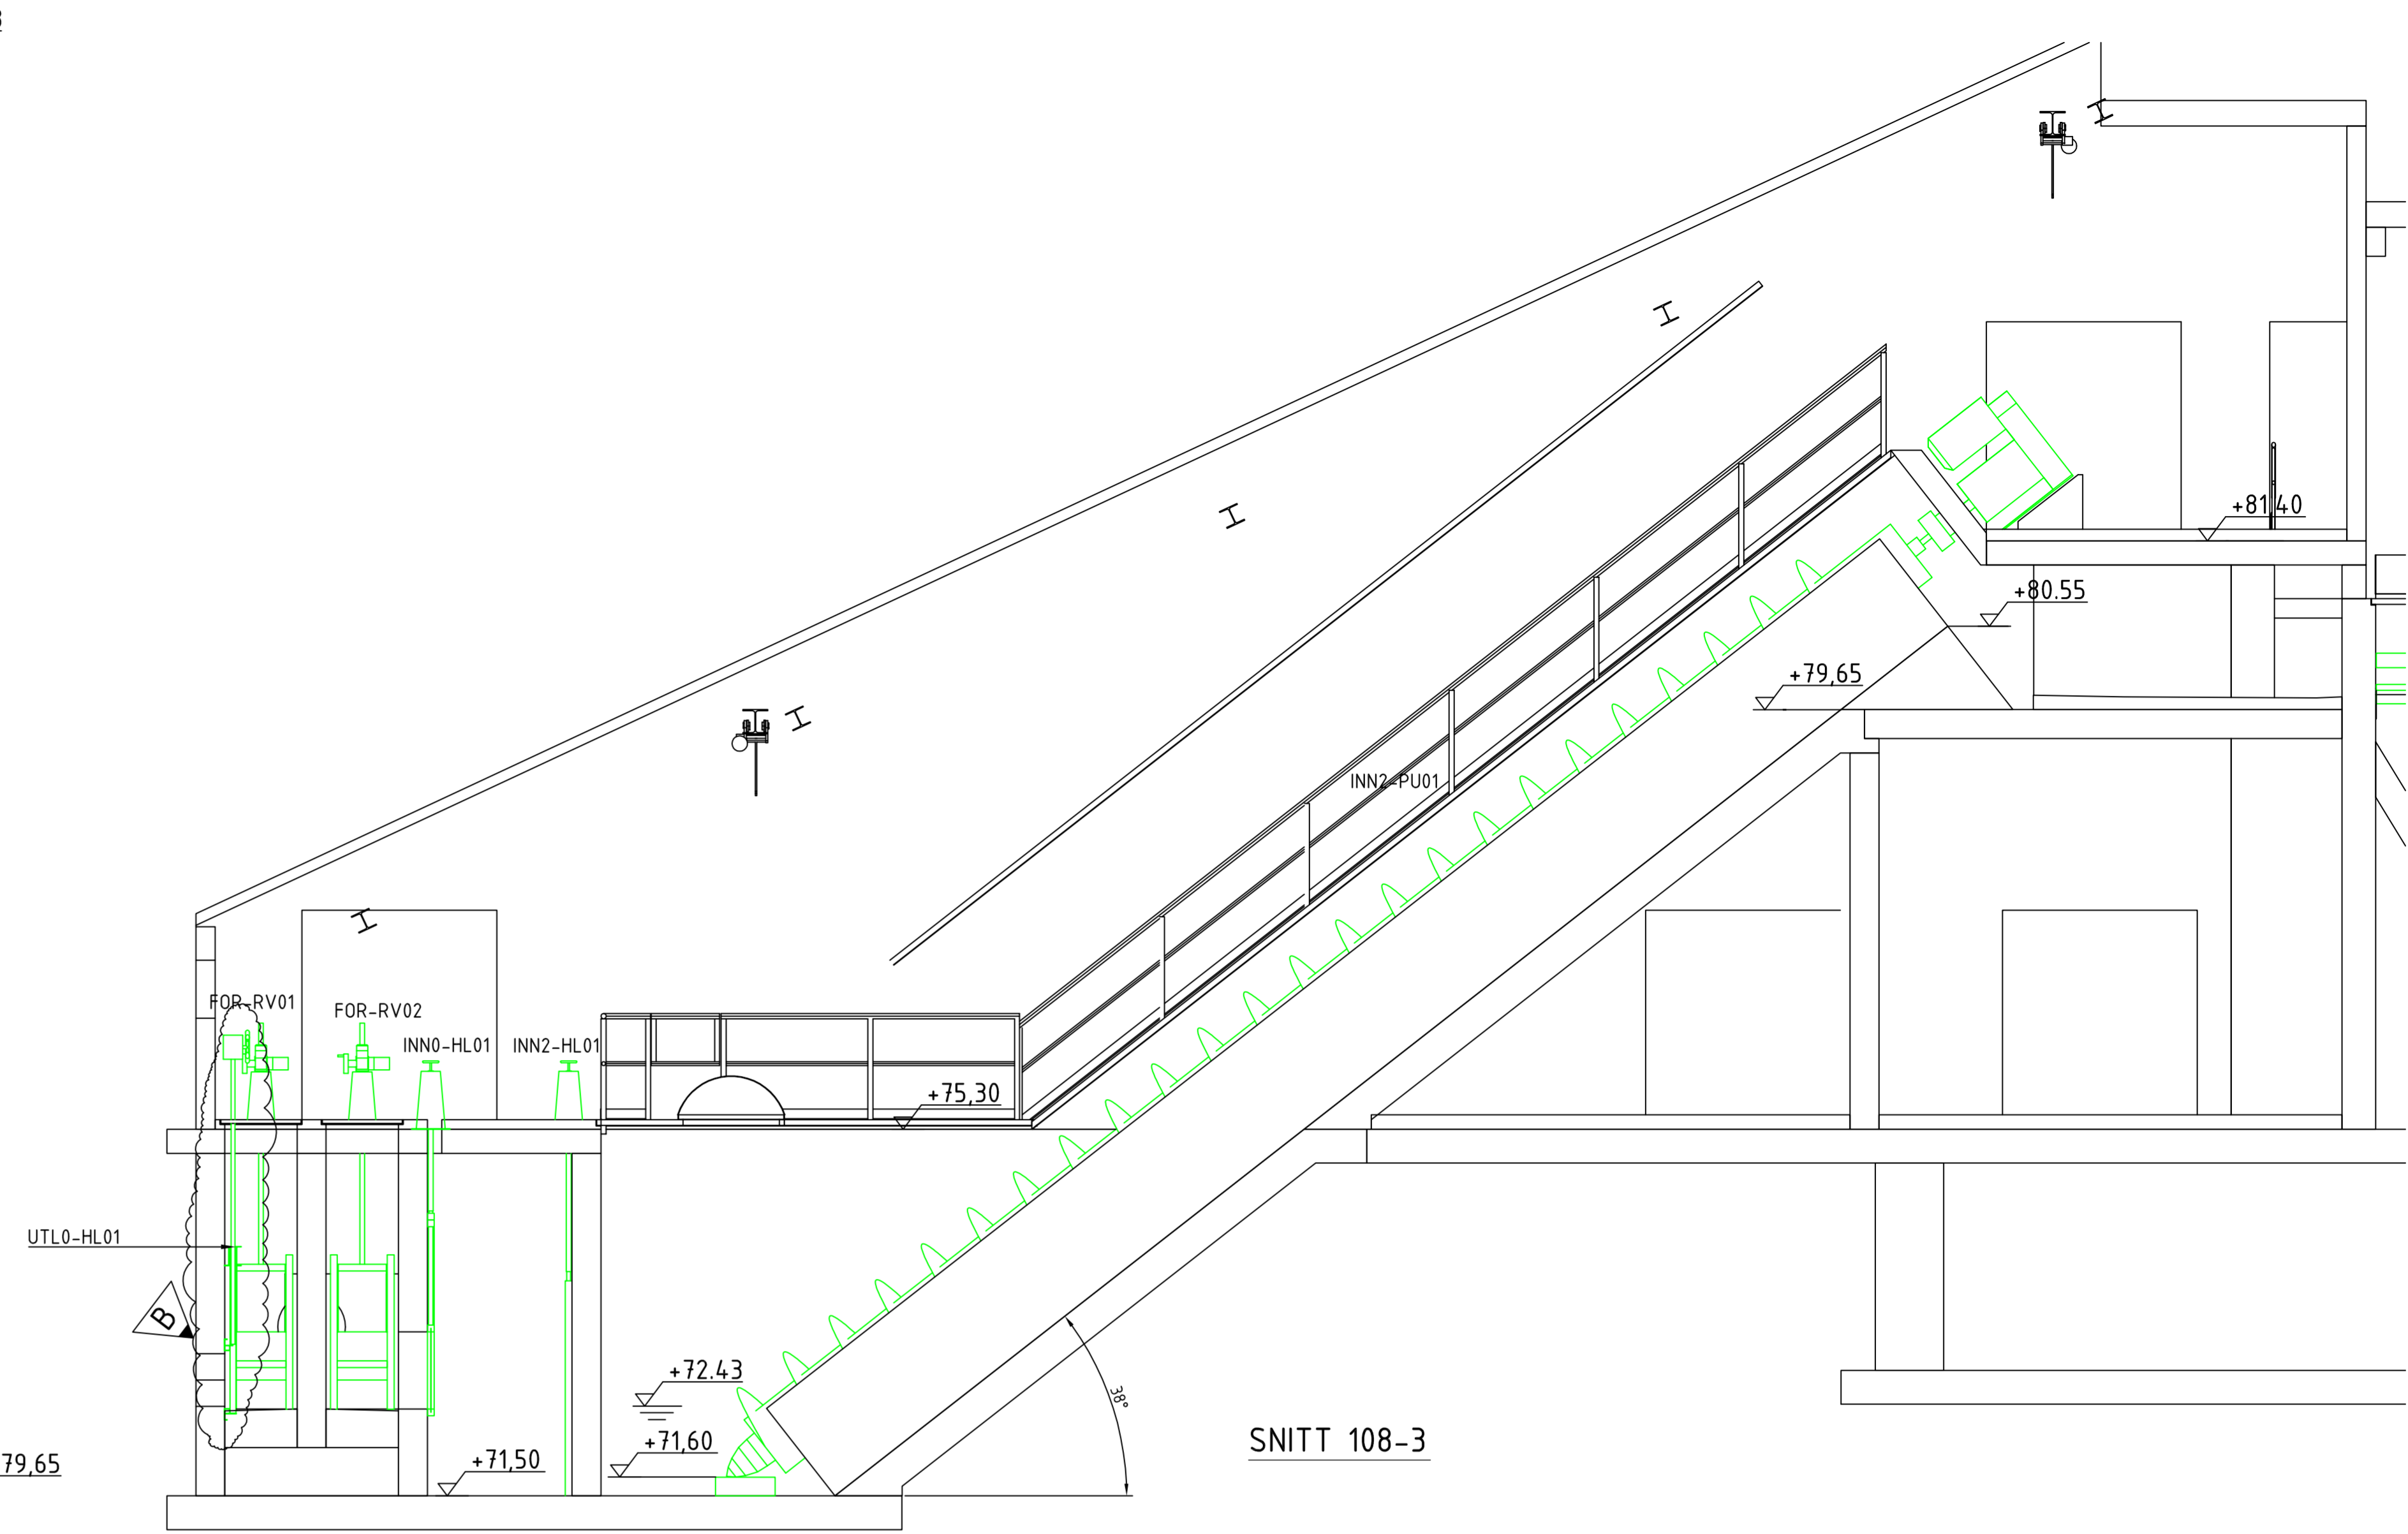 +81,40
+80.55
+79,65
INN2-PU01
FOR-RV01
FOR-RV02
INN0-HL01
INN2-HL01
+75,30
UTL0-HL01
B
+72.43
38°
+71,60
SNITT 108-3
79,65
+71,50